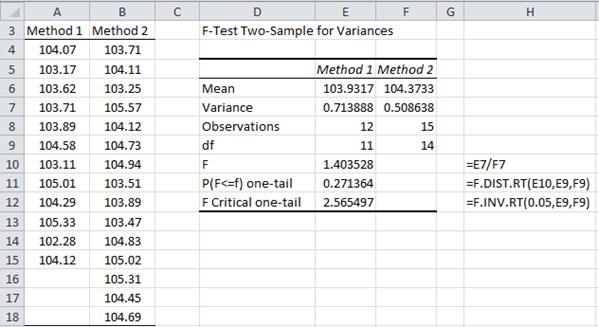 A B C D E F G H
3 Method 1 Method 2 F-Test Two-Sample for Variances
4 104.07 103.71
5 103.17 104.11 Method 1 Method 2
6 103.62 103.25 Mean 103.9317 104.3733
7 103.71 105.57 Variance 0.713888 0.508638
8 103.89 104.12 Observations 12 15
9 104.58 104.73 df 11 14
10 103.11 104.94 F 1.403528 =E7/F7
11 105.01 103.51 P(F<=f) one-tail 0.271364 =F.DIST.RT(E10,E9,F9)
12 104.29 103.89 F Critical one-tail 2.565497 =F.INV.RT(0.05,E9,F9)
13 105.33 103.47
14 102.28 104.83
15 104.12 105.02
16 105.31
17 104.45
18 104.69